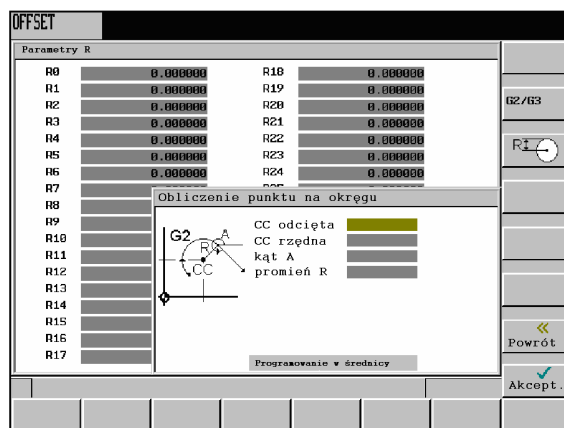 OFFSET
Parametry R
R0 0.000000 R18 0.000000
R1 0.000000 R19 0.000000
R2 0.000000 R20 0.000000
R3 0.000000 R21 0.000000
R4 0.000000 R22 0.000000
R5 0.000000 R23 0.000000
R6 0.000000 R24 0.000000
R7
R8
R9
R10
R11
R12
R13
R14
R15
R16
R17
Obliczenie punktu na okręgu
G2 A
R
CC
CC odcięta
CC rzędna
kąt A
promień R
Programowanie w średnicy
G2/G3
R
Powrót
Akcept.